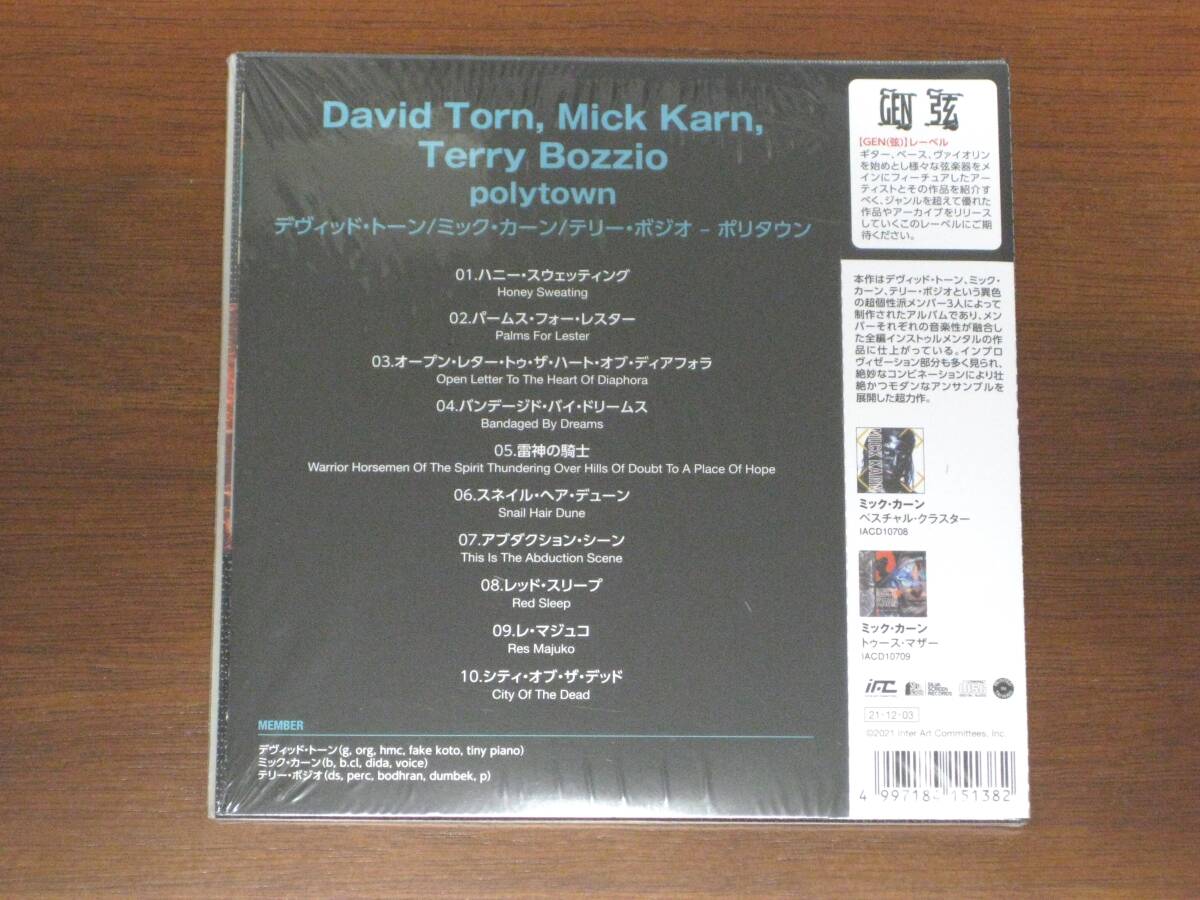 David Torn, Mick Karn,
Terry Bozzio
polytown
デヴィッド・トーン/ミック・カーン/テリー・ボジオ – ポリタウン
01.ハニー・スウェッティング
Honey Sweating
02.パームス・フォー・レスター
Palms For Lester
03.オープン・レター・トゥ・ザ・ハート・オブ・ディアフォラ
Open Letter To The Heart Of Diaphora
04.バンデージド・バイ・ドリームス
Bandaged By Dreams
05.雷神の騎士
Warrior Horsemen Of The Spirit Thundering Over Hills Of Doubt To A Place Of Hope
06.スネイル・ヘア・デューン
Snail Hair Dune
07.アブダクション・シーン
This Is The Abduction Scene
08.レッド・スリープ
Red Sleep
09.レ・マジュコ
Res Majuko
10.シティ・オブ・ザ・デッド
City Of The Dead
MEMBER
デヴィッド・トーン(g, org, hmc, fake koto, tiny piano)
ミック・カーン(b, b.cl, dida, voice)
テリー・ボジオ(ds, perc, bodhran, dumbek, p)
GEN 弦
【GEN(弦)】レーベル
ギター、ベース、ヴァイオリン
を始めとし様々な弦楽器をメ
インにフィーチュアしたアー
ティストとその作品を紹介す
べく、ジャンルを超えて優れた
作品やアーカイブをリリース
していくこのレーベルにご期
待ください。
本作はデヴィッド・トーン、ミック・
カーン、テリー・ボジオという異色
の超個性派メンバー3人によって
制作されたアルバムであり、メン
バーそれぞれの音楽性が融合し
た全編インストゥルメンタルの作
品に仕上がっている。インプロ
ヴィゼーション部分も多く見られ、
絶妙なコンビネーションにより壮
絶かつモダンなアンサンブルを
展開した超力作。
MICK KARN
ミック・カーン
ベスチャル・クラスター
IACD10708
ミック・カーン
トゥース・マザー
IACD10709
iAC
BLUE
SCREEN
RECORDS
21-12-03
©2021 Inter Art Committees, Inc.
4 997184 151382